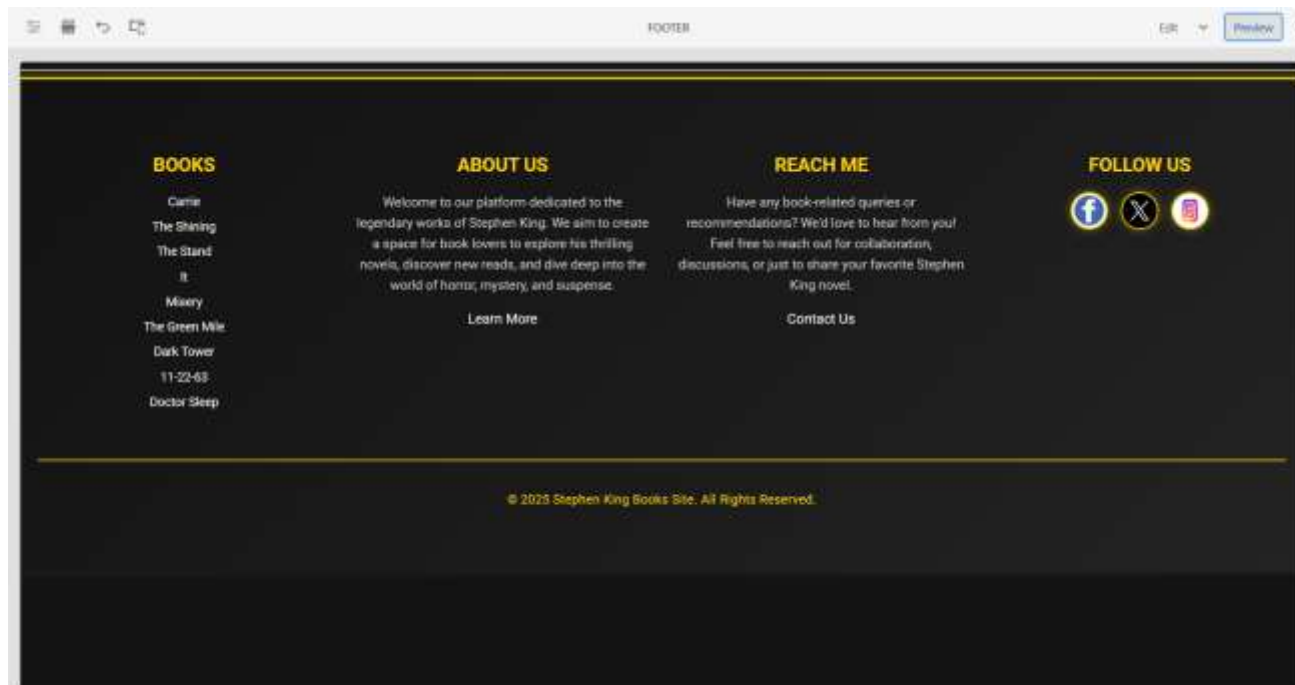 FOOTER
Edit
Preview
BOOKS
Carrie
The Shining
The Stand
It
Misery
The Green Mile
Dark Tower
11-22-63
Doctor Sleep
ABOUT US
Welcome to our platform dedicated to the
legendary works of Stephen King. We aim to create
a space for book lovers to explore his thrilling
novels, discover new reads, and dive deep into the
world of horror, mystery, and suspense.
Learn More
REACH ME
Have any book-related queries or
recommendations? We'd love to hear from you!
Feel free to reach out for collaboration,
discussions, or just to share your favorite Stephen
King novel.
Contact Us
FOLLOW US
© 2025 Stephen King Books Site. All Rights Reserved.